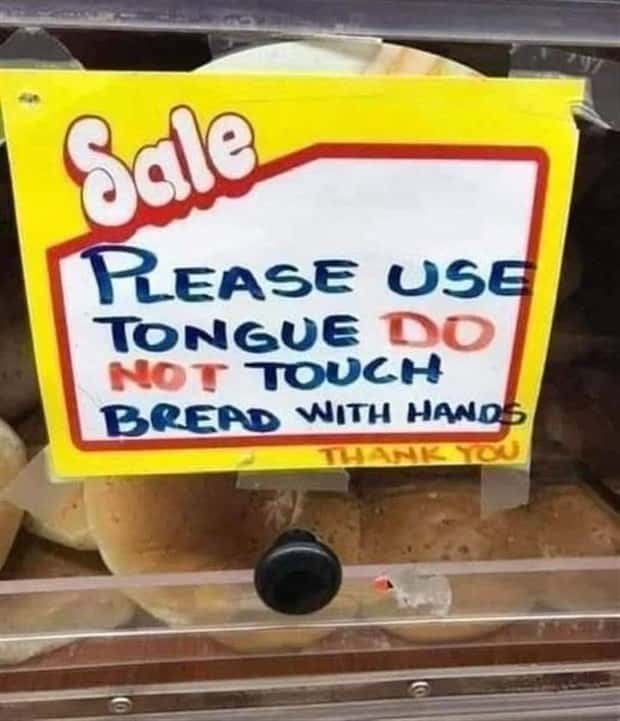 Sale
PLEASE USE
TONGUE DO
NOT TOUCH
BREAD WITH HANDS
THANK YOU